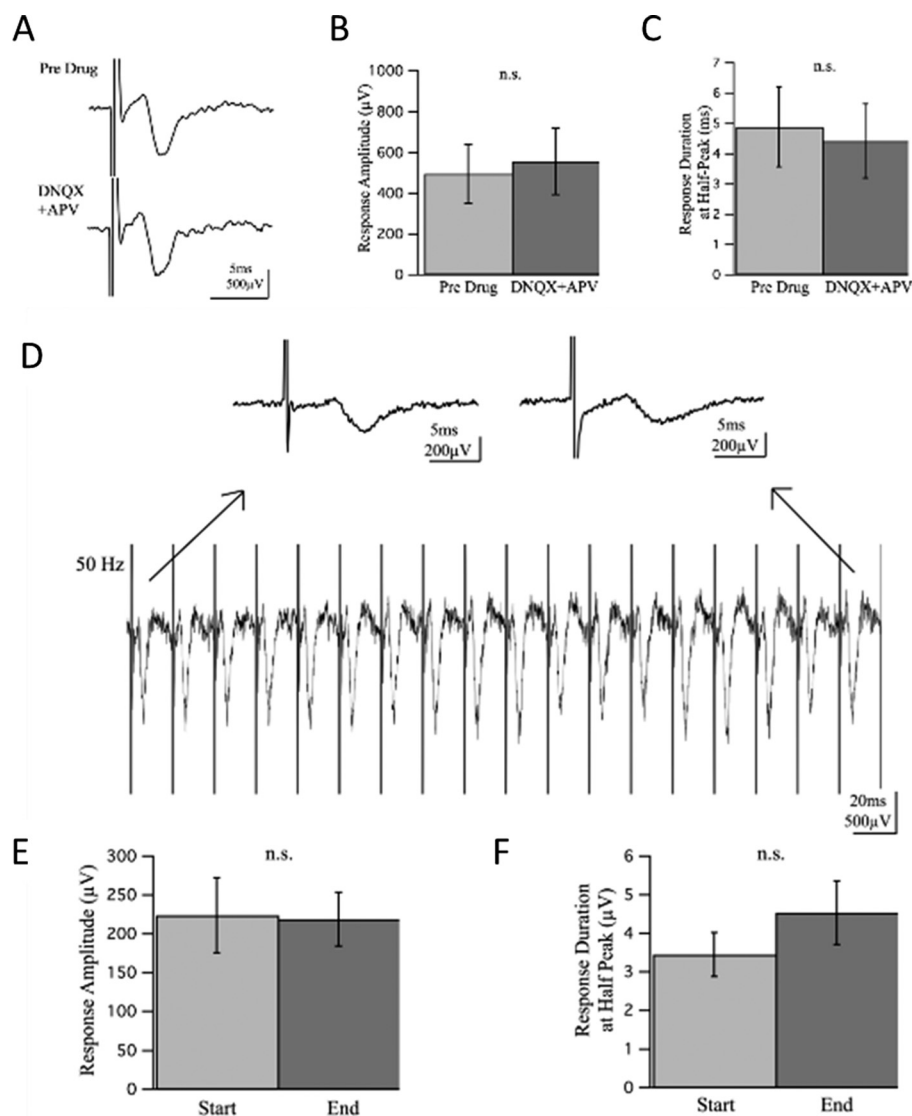 A
Pre Drug
DNQX
+APV
5ms
500µV
B
n.s.
Response Amplitude (µV)
1000
800
600
400
200
0
Pre Drug DNQX+APV
C
n.s.
Response Duration
at Half-Peak (ms)
7
6
5
4
3
2
1
0
Pre Drug DNQX+APV
D
5ms
200µV
5ms
200µV
50 Hz
20ms
500µV
E
n.s.
Response Amplitude (µV)
300
250
200
150
100
50
0
Start End
F
n.s.
Response Duration
at Half Peak (µV)
6
5
4
3
2
1
0
Start End